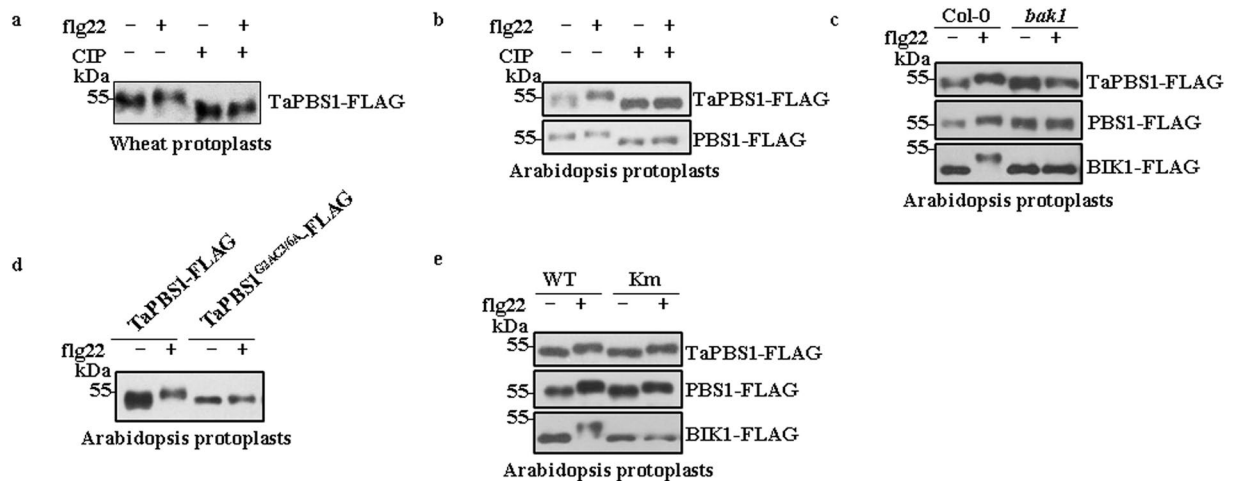 a
flg22 − + − +
CIP − − + +
kDa
55
TaPBS1-FLAG
Wheat protoplasts
b
flg22 − + − +
CIP − − + +
kDa
55
TaPBS1-FLAG
55
PBS1-FLAG
Arabidopsis protoplasts
c
Col-0 bak1
flg22 − + − +
kDa
55
TaPBS1-FLAG
55
PBS1-FLAG
55
BIK1-FLAG
Arabidopsis protoplasts
d
TaPBS1-FLAG
TaPBS1G2AC3/6A-FLAG
flg22 − + − +
kDa
55
Arabidopsis protoplasts
e
WT Km
flg22 − + − +
kDa
55
TaPBS1-FLAG
55
PBS1-FLAG
55
BIK1-FLAG
Arabidopsis protoplasts